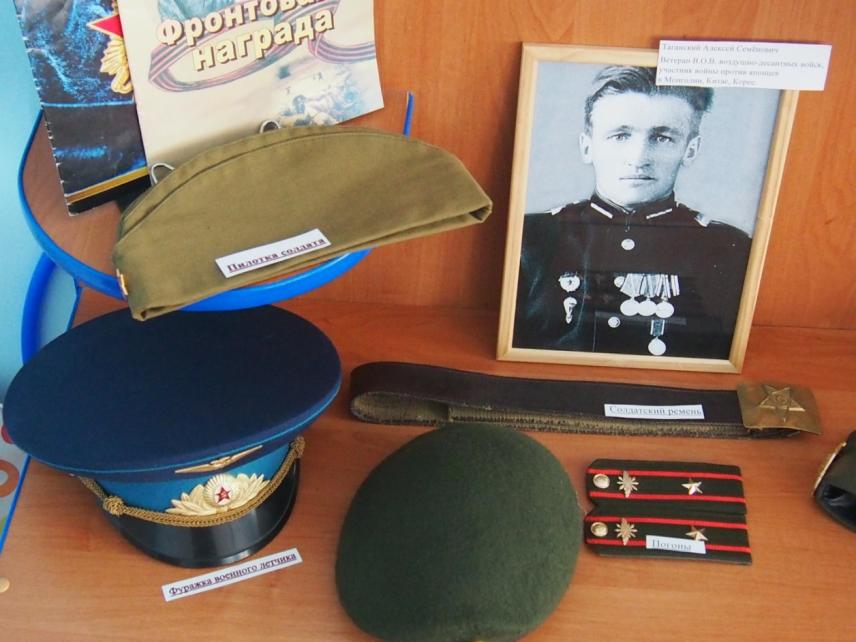 Фронтовая
награда
Таганский Алексей Семёнович
Ветеран В.О.В. воздушно-десантных войск,
участник войны против японцев
в Монголии, Китае, Корее.
Пилотка солдата
Солдатский ремень
Погоны
Фуражка военного летчика